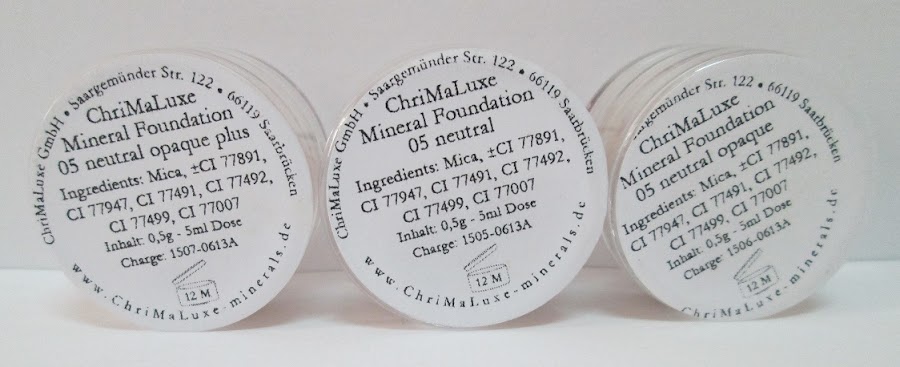 ChriMaLuxe GmbH • Saargemünder Str. 122 • 66119 Saarbrücken
ChriMaLuxe
Mineral Foundation
05 neutral opaque plus
Ingredients: Mica, ±CI 77891,
CI 77947, CI 77491, CI 77492,
CI 77499, CI 77007
Inhalt: 0,5g - 5ml Dose
Charge: 1507-0613A
12 M
www.ChriMaLuxe-minerals.de
ChriMaLuxe GmbH • Saargemünder Str. 122 • 66119 Saarbrücken
ChriMaLuxe
Mineral Foundation
05 neutral
Ingredients: Mica, ±CI 77891,
CI 77947, CI 77491, CI 77492,
CI 77499, CI 77007
Inhalt: 0,5g - 5ml Dose
Charge: 1505-0613A
12 M
www.ChriMaLuxe-minerals.de
Str. 122 • 66119 Saarbrücken
ChriMaLuxe
Mineral Foundation
05 neutral opaque
Ingredients: Mica, ±CI 77891,
CI 77947, CI 77491, CI 77492,
CI 77499, CI 77007
Inhalt: 0,5g - 5ml Dose
Charge: 1506-0613A
12 M
ChriMaLuxe-minerals.de